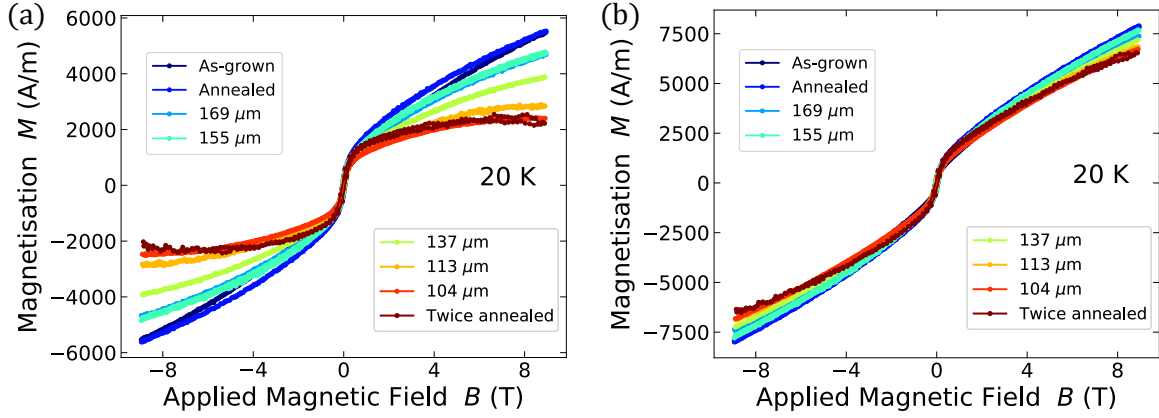 (a)
6000
4000
2000
0
−2000
−4000
−6000
Magnetisation M (A/m)
As-grown
Annealed
169 μm
155 μm
20 K
137 μm
113 μm
104 μm
Twice annealed
−8 −4 0 4 8
Applied Magnetic Field B (T)
(b)
7500
5000
2500
0
−2500
−5000
−7500
Magnetisation M (A/m)
As-grown
Annealed
169 μm
155 μm
20 K
137 μm
113 μm
104 μm
Twice annealed
−8 −4 0 4 8
Applied Magnetic Field B (T)